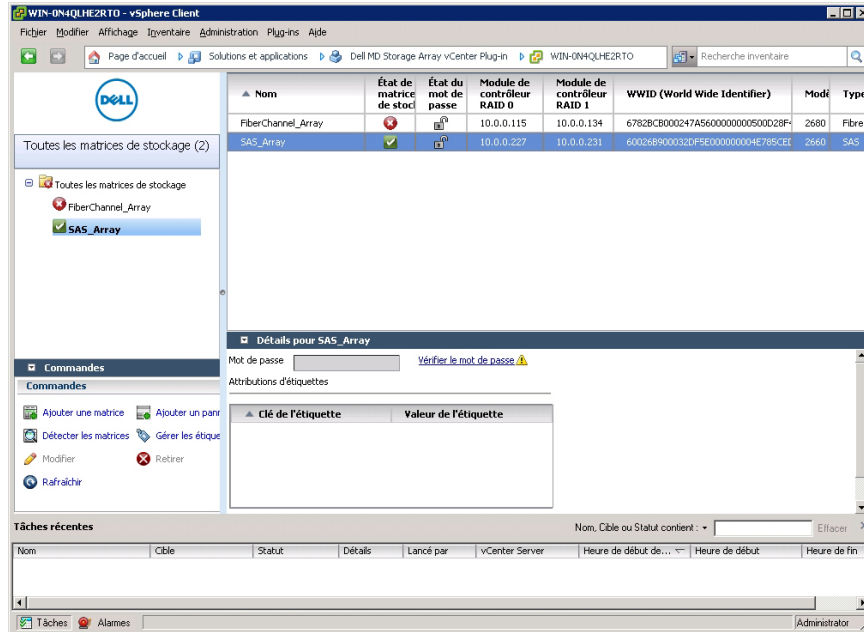 WIN-0N4QLHE2RTO - vSphere Client
Fichier Modifier Affichage Inventaire Administration Plug-ins Aide
Page d'accueil Solutions et applications Dell MD Storage Array vCenter Plug-in WIN-0N4QLHE2RTO Recherche inventaire
DELL
Toutes les matrices de stockage (2)
Toutes les matrices de stockage
FiberChannel_Array
SAS_Array
Nom État de matrice de stocl État du mot de passe Module de contrôleur RAID 0 Module de contrôleur RAID 1 WWID (World Wide Identifier) Modè Type
FiberChannel_Array 10.0.0.115 10.0.0.134 2680 Fibre
SAS_Array 10.0.0.227 10.0.0.231 2660 SAS
Détails pour SAS_Array
Mot de passe Vérifier le mot de passe
Attributions d'étiquettes
Clé de l'étiquette Valeur de l'étiquette
Commandes
Commandes
Ajouter une matrice Ajouter un pann
Détecter les matrices Gérer les étique
Modifier Retirer
Rafraîchir
Tâches récentes Nom, Cible ou Statut contient : Effacer
Nom Cible Statut Détails Lancé par vCenter Server Heure de début de... Heure de début Heure de fin
Tâches Alarmes Administrator